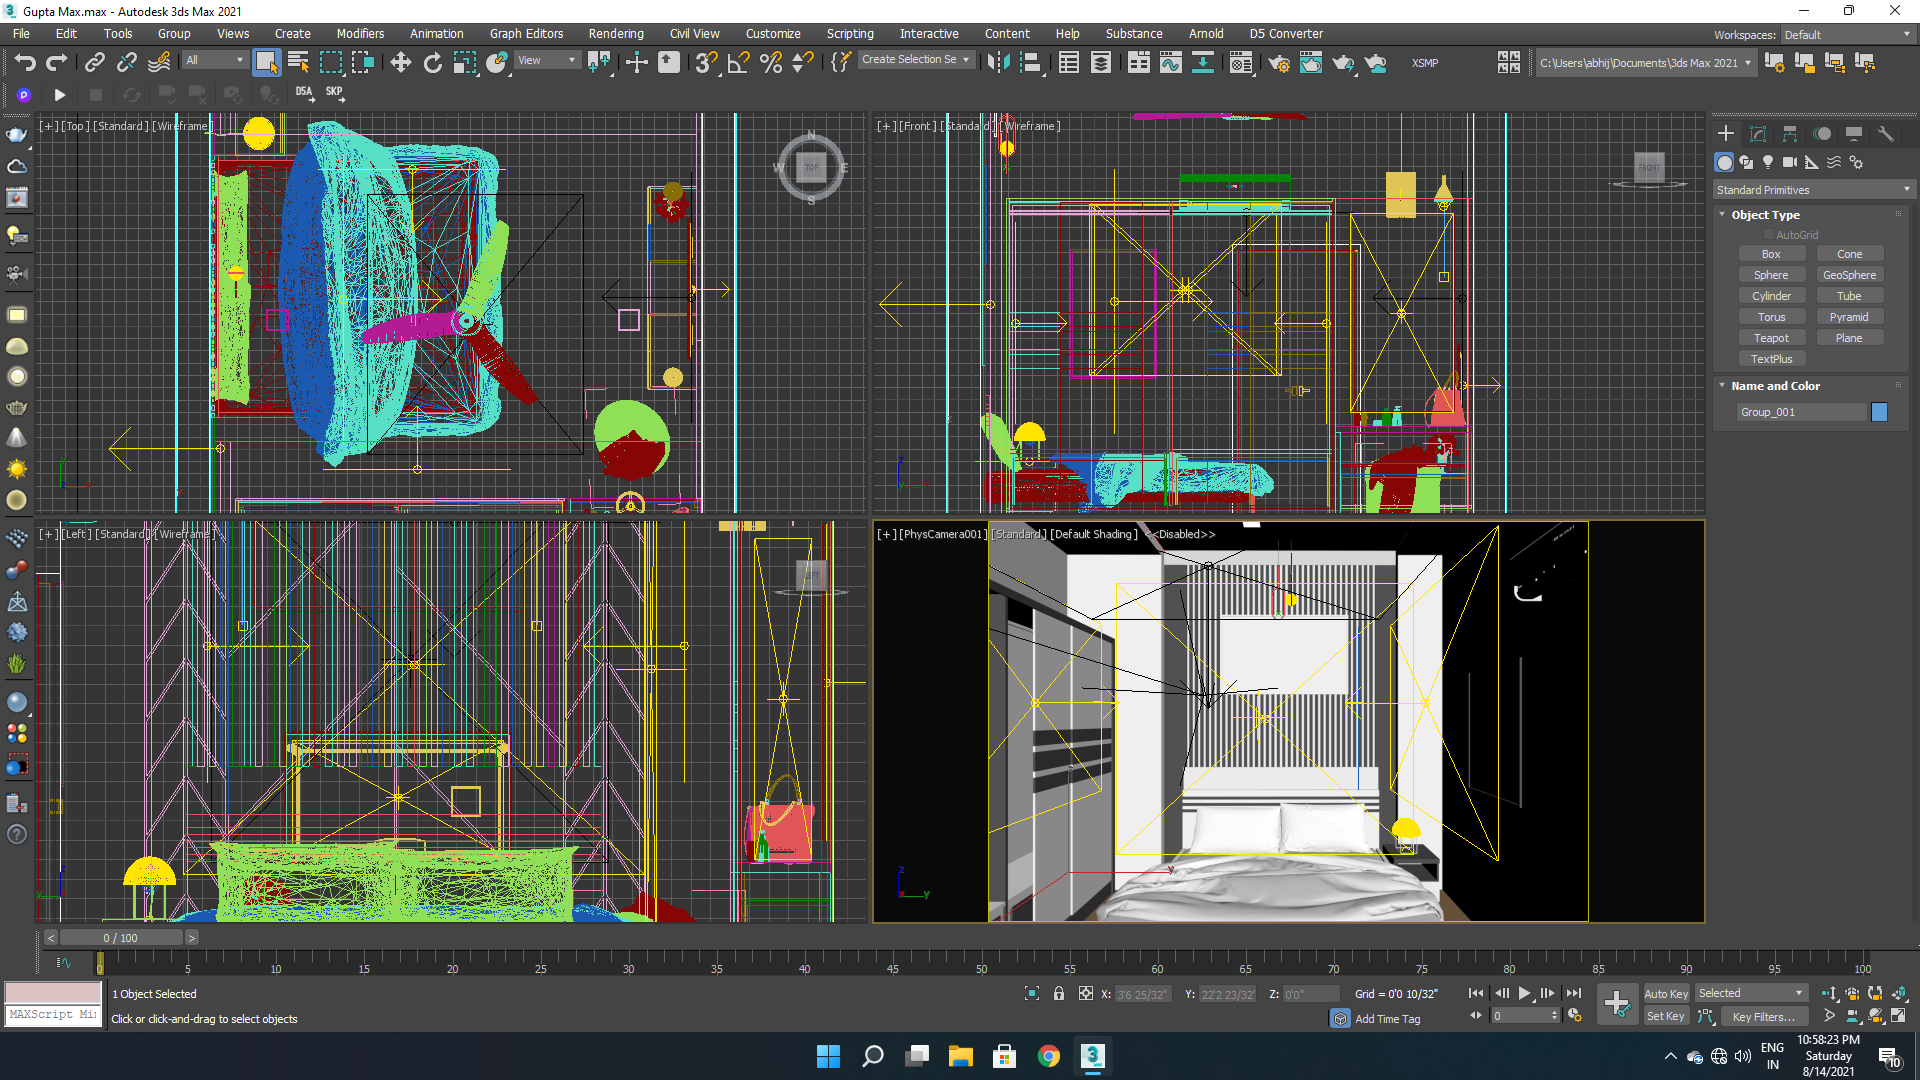 Gupta Max.max - Autodesk 3ds Max 2021
File Edit Tools Group Views Create Modifiers Animation Graph Editors Rendering Civil View Customize Scripting Interactive Content Help Substance Arnold D5 Converter
Workspaces: Default
All
View
Create Selection Se
XSMP
C:\Users\abhij\Documents\3ds Max 2021
DSA
SKP
[+] [Top] [Standard] [Wireframe]
N
W TOP E
S
[+] [Front] [Standard] [Wireframe]
FRONT
Standard Primitives
Object Type
AutoGrid
Box Cone
Sphere GeoSphere
Cylinder Tube
Torus Pyramid
Teapot Plane
TextPlus
Name and Color
Group_001
[+] [Left] [Standard] [Wireframe]
[+] [PhysCamera001] [Standard] [Default Shading] <<Disabled>>
z
y
y
< 0 / 100 >
0 5 10 15 20 25 30 35 40 45 50 55 60 65 70 75 80 85 90 95 100
1 Object Selected
X: 3'6 25/32" Y: 22'2 23/32" Z: 0'0" Grid = 0'0 10/32"
Auto Key Selected
MAXScript Mi
Click or click-and-drag to select objects
Add Time Tag
0
Set Key Key Filters...
3
MAX
ENG
IN
10:58:23 PM
Saturday
8/14/2021
10